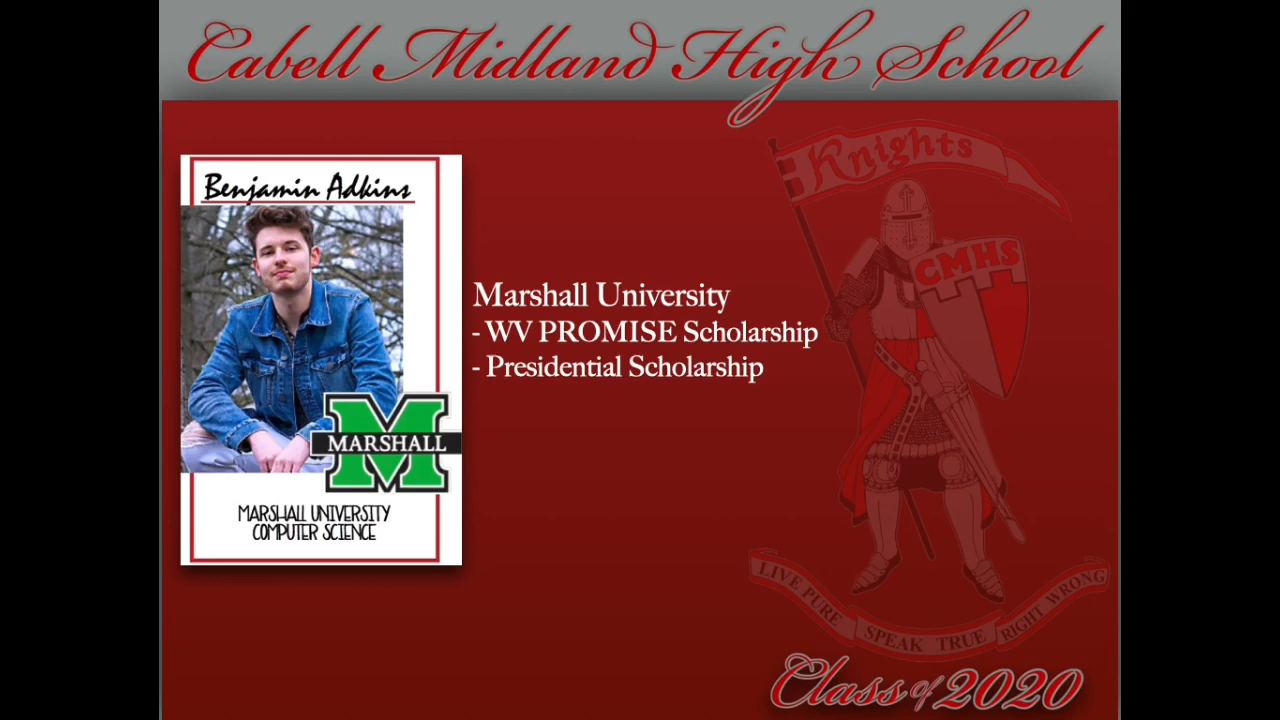 Cabell Midland High School
Knights
Benjamin Adkins
CMHS
Marshall University
- WV PROMISE Scholarship
- Presidential Scholarship
MARSHALL
MARSHALL UNIVERSITY
COMPUTER SCIENCE
LIVE PURE SPEAK TRUE RIGHT WRONG
Class of 2020